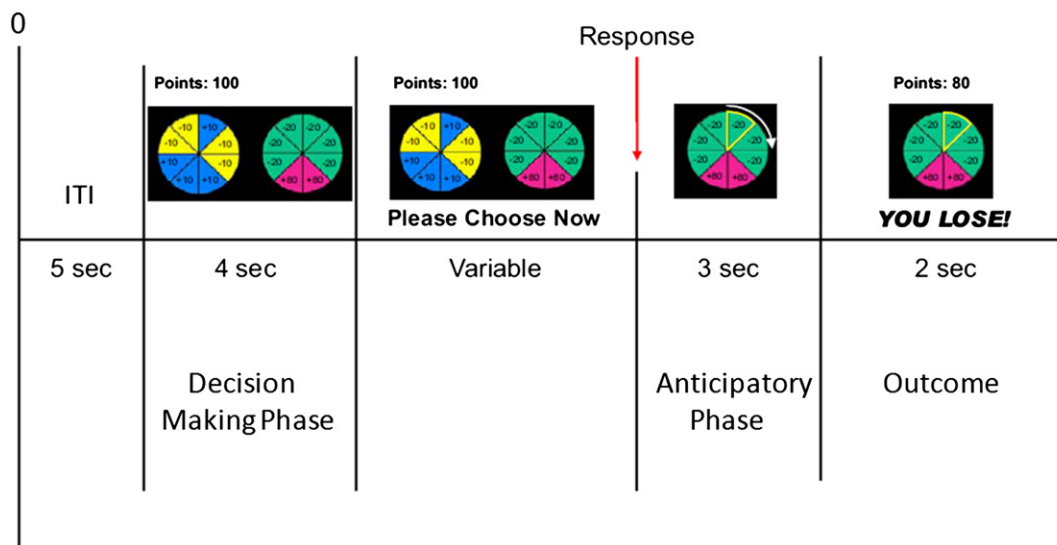 0
Response
Points: 100
Points: 100
Points: 80
-10 +10
-10 -10
+10 -10
+10 +10
-20 -20
-20 -20
-20 -20
+80 +80
-10 +10
-10 -10
+10 -10
+10 +10
-20 -20
-20 -20
-20 -20
+80 +80
-20 -20
-20 -20
-20 -20
+80 +80
-20 -20
-20 -20
-20 -20
+80 +80
ITI
Please Choose Now
YOU LOSE!
5 sec
4 sec
Variable
3 sec
2 sec
Decision
Making Phase
Anticipatory
Phase
Outcome